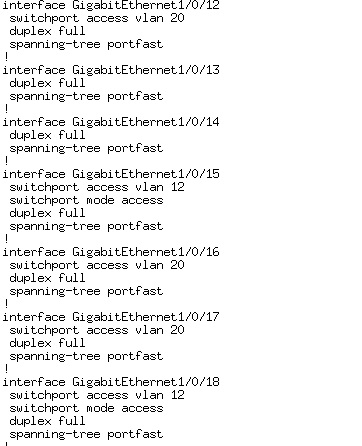 interface GigabitEthernet1/0/12
 switchport access vlan 20
 duplex full
 spanning-tree portfast
!
interface GigabitEthernet1/0/13
 duplex full
 spanning-tree portfast
!
interface GigabitEthernet1/0/14
 duplex full
 spanning-tree portfast
!
interface GigabitEthernet1/0/15
 switchport access vlan 12
 switchport mode access
 duplex full
 spanning-tree portfast
!
interface GigabitEthernet1/0/16
 switchport access vlan 20
 duplex full
 spanning-tree portfast
!
interface GigabitEthernet1/0/17
 switchport access vlan 20
 duplex full
 spanning-tree portfast
!
interface GigabitEthernet1/0/18
 switchport access vlan 12
 switchport mode access
 duplex full
 spanning-tree portfast
!